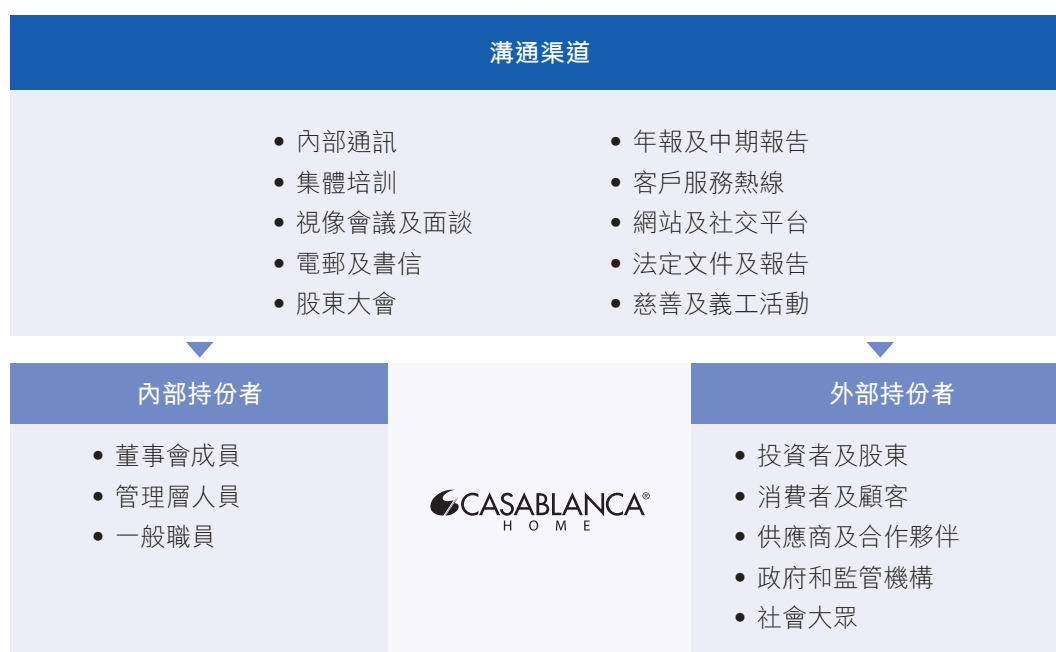 溝通渠道
• 內部通訊
• 集體培訓
• 視像會議及面談
• 電郵及書信
• 股東大會
• 年報及中期報告
• 客戶服務熱線
• 網站及社交平台
• 法定文件及報告
• 慈善及義工活動
內部持份者
• 董事會成員
• 管理層人員
• 一般職員
CASABLANCA®
HOME
外部持份者
• 投資者及股東
• 消費者及顧客
• 供應商及合作夥伴
• 政府和監管機構
• 社會大眾